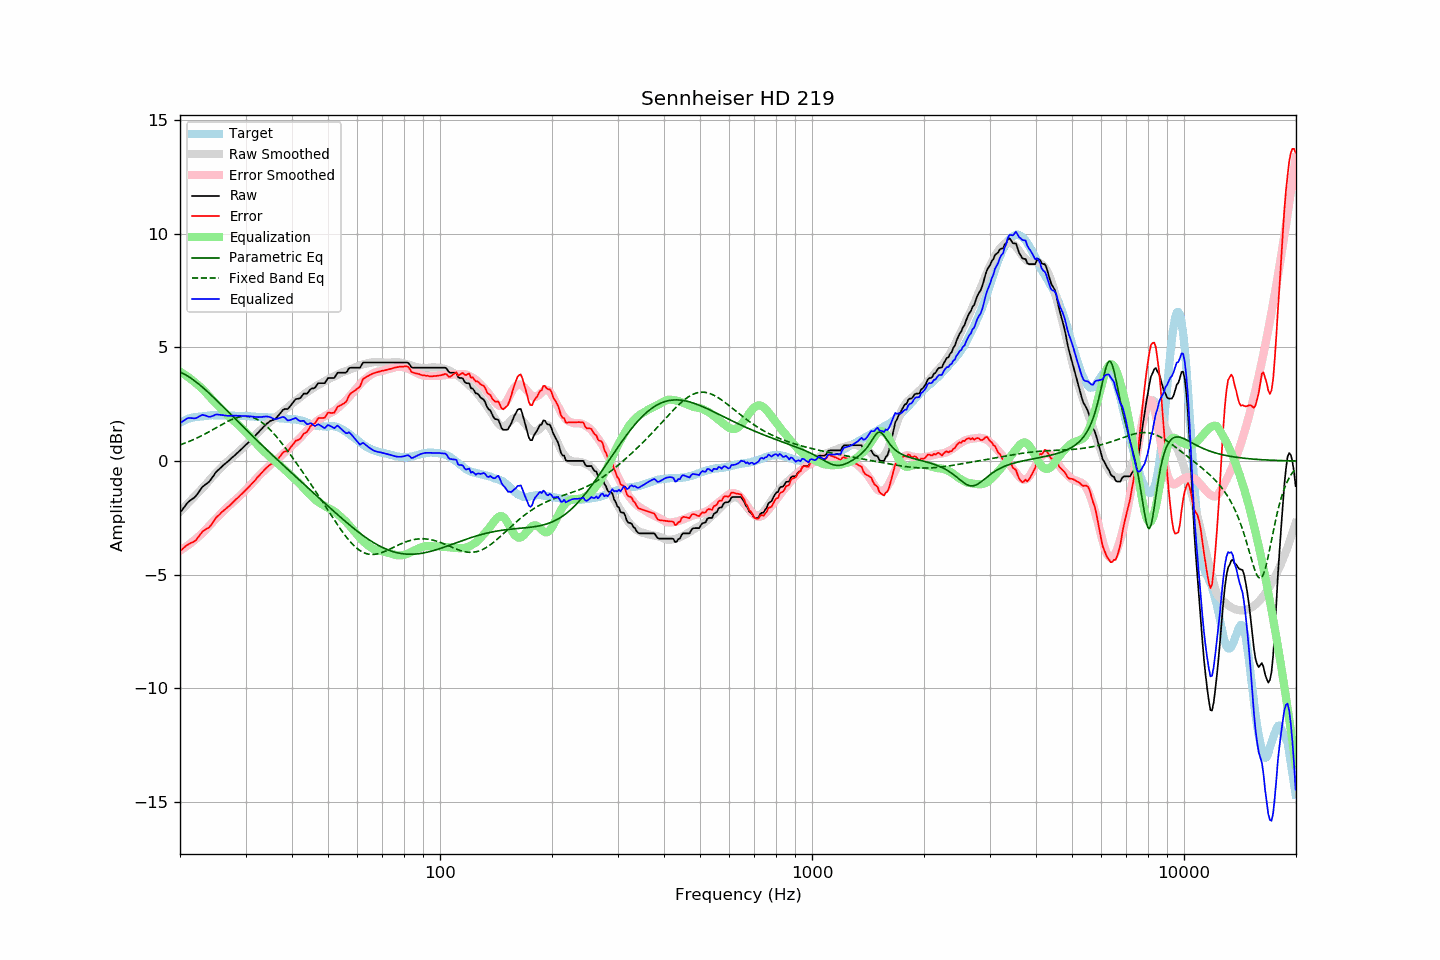 Sennheiser HD 219
15
10
5
0
−5
−10
−15
Amplitude (dBr)
Target
Raw Smoothed
Error Smoothed
Raw
Error
Equalization
Parametric Eq
Fixed Band Eq
Equalized
100
1000
10000
Frequency (Hz)